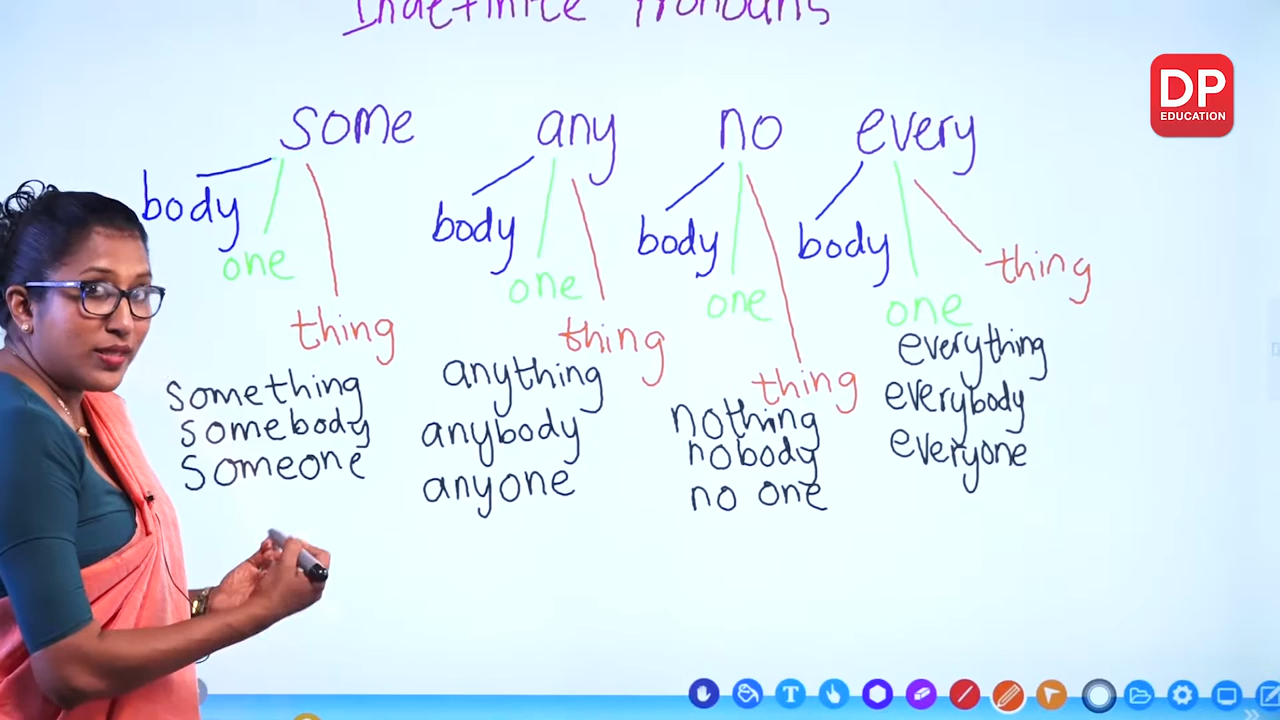 Indefinite Pronouns
DP
EDUCATION
some any no every
body body body body
one one one one
thing thing thing thing
something
somebody
someone
anything
anybody
anyone
nothing
nobody
no one
everything
everybody
everyone